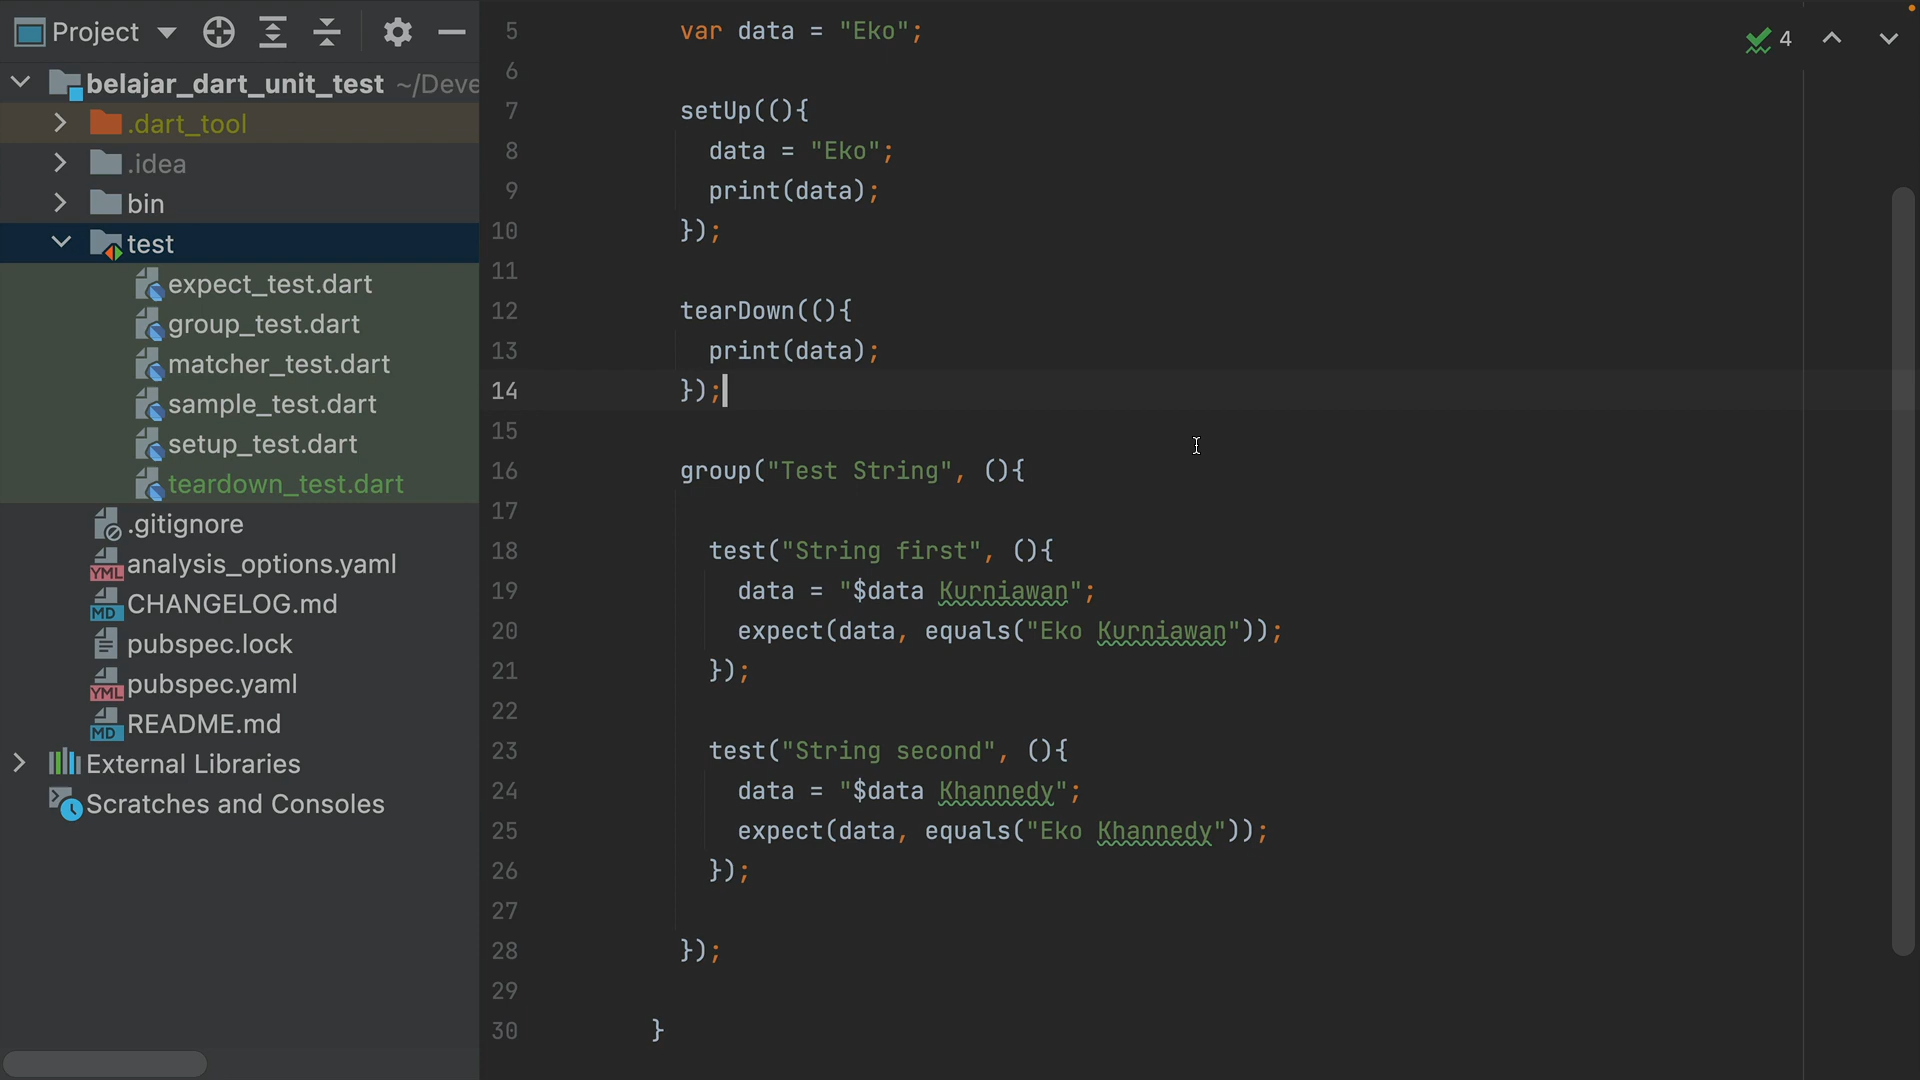 Project
belajar_dart_unit_test ~/Deve
.dart_tool
.idea
bin
test
expect_test.dart
group_test.dart
matcher_test.dart
sample_test.dart
setup_test.dart
teardown_test.dart
.gitignore
YML analysis_options.yaml
MD CHANGELOG.md
pubspec.lock
YML pubspec.yaml
MD README.md
External Libraries
Scratches and Consoles
4
5 var data = "Eko";
6
7 setUp((){
8 data = "Eko";
9 print(data);
10 });
11
12 tearDown((){
13 print(data);
14 });
15
16 group("Test String", (){
17
18 test("String first", (){
19 data = "$data Kurniawan";
20 expect(data, equals("Eko Kurniawan"));
21 });
22
23 test("String second", (){
24 data = "$data Khannedy";
25 expect(data, equals("Eko Khannedy"));
26 });
27
28 });
29
30 }